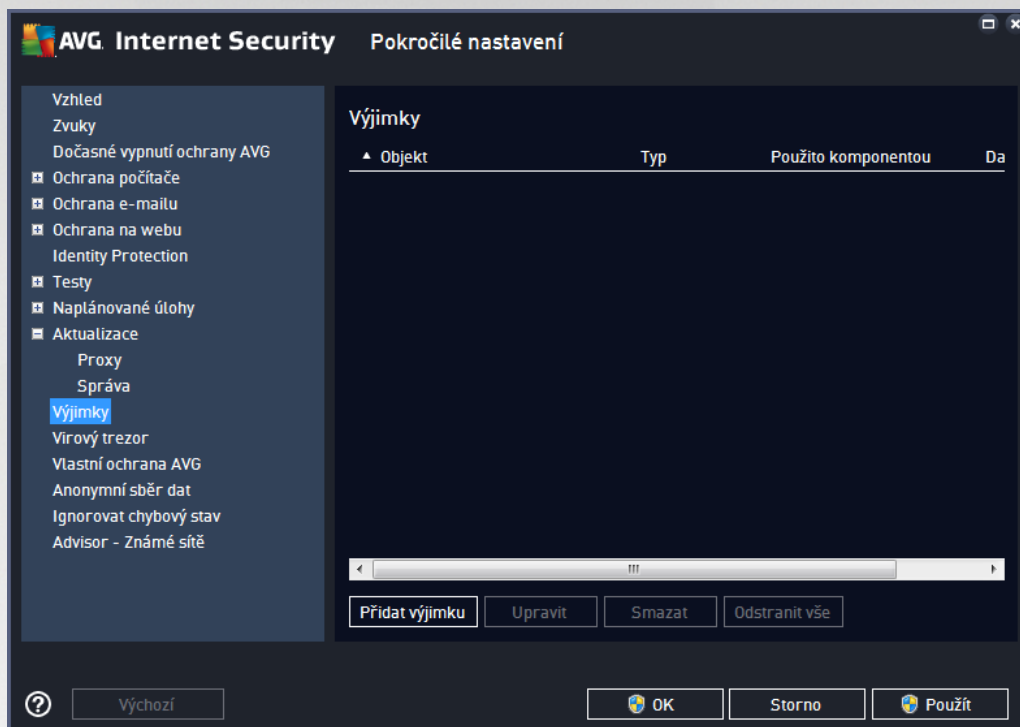 AVG. Internet Security Pokročilé nastavení
Vzhled
Zvuky
Dočasné vypnutí ochrany AVG
Ochrana počítače
Ochrana e-mailu
Ochrana na webu
Identity Protection
Testy
Naplánované úlohy
Aktualizace
Proxy
Správa
Výjimky
Virový trezor
Vlastní ochrana AVG
Anonymní sběr dat
Ignorovat chybový stav
Advisor - Známé sítě
Výjimky
Objekt Typ Použito komponentou Da
Přidat výjimku Upravit Smazat Odstranit vše
Výchozí OK Storno Použít